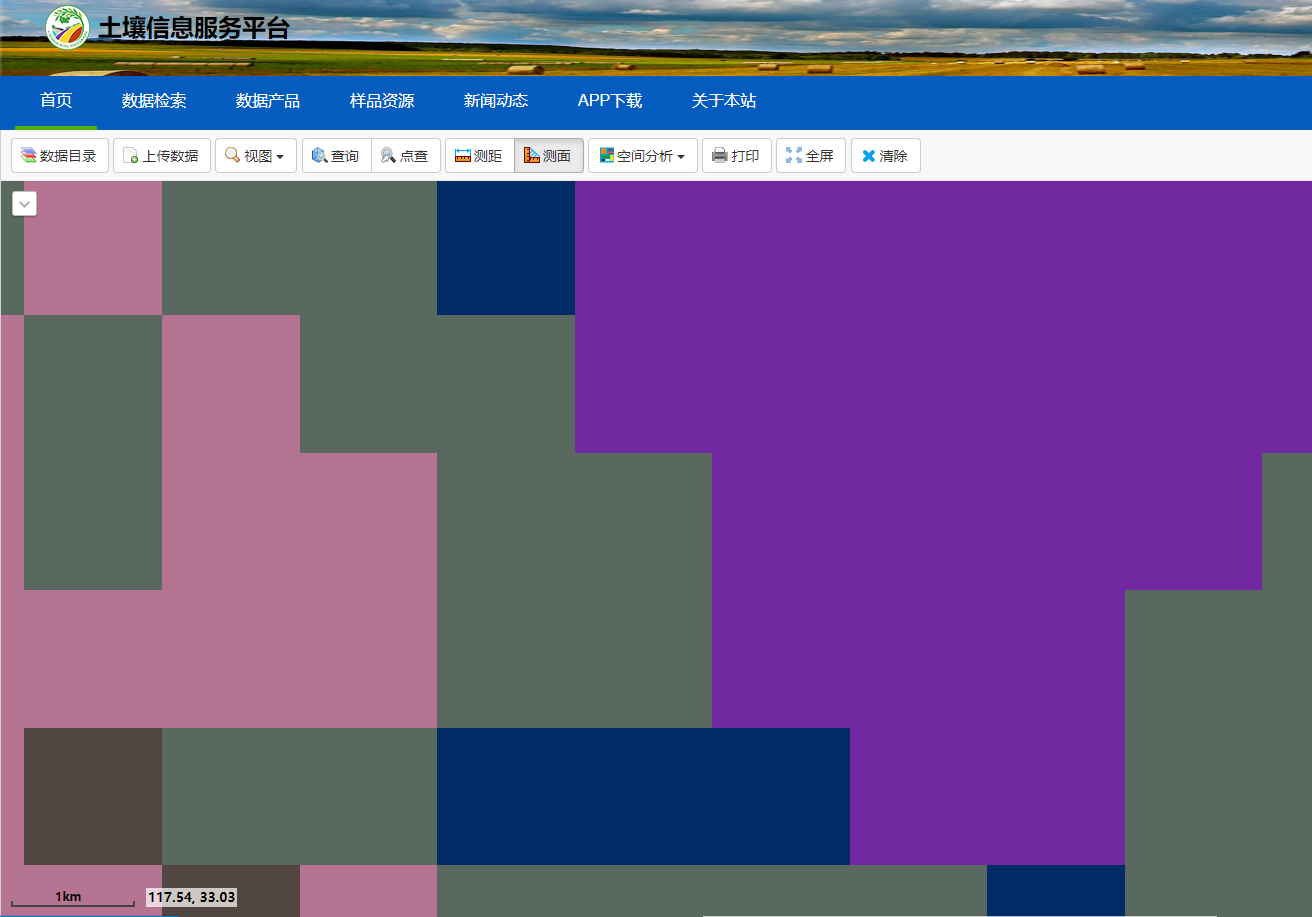 土壤信息服务平台
首页 数据检索 数据产品 样品资源 新闻动态 APP下载 关于本站
数据目录 上传数据 视图 查询 点查 测距 测面 空间分析 打印 全屏 清除
1km 117.54, 33.03